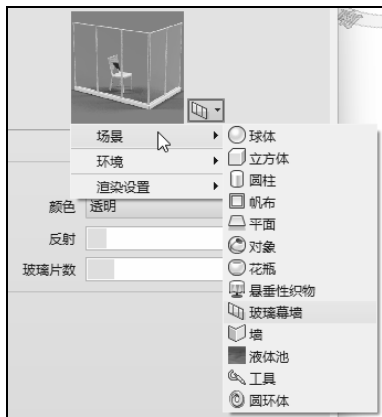 场景
环境
渲染设置
颜色 透明
反射
玻璃片数
球体
立方体
圆柱
帆布
平面
对象
花瓶
悬垂性织物
玻璃幕墙
墙
液体池
工具
圆环体